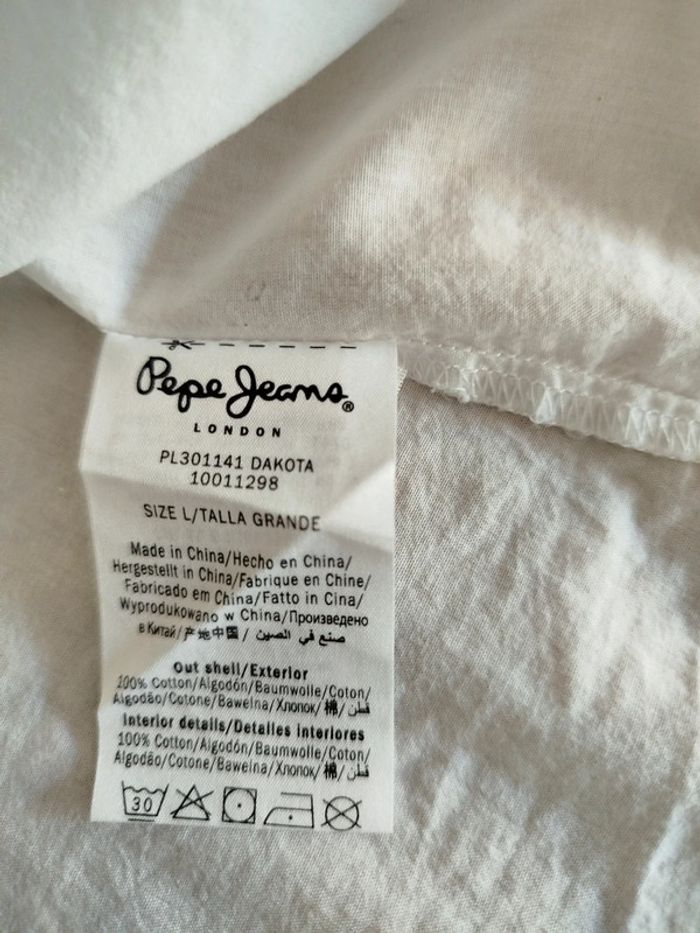 Pepe Jeans®
LONDON
PL301141 DAKOTA
10011298
SIZE L/TALLA GRANDE
Made in China/Hecho en China/
Hergestellt in China/Fabrique en Chine/
Fabricado em China/Fatto in Cina/
Wyprodukowano w China/Произведено
в Китай/产地中国/ صنع في الصين
Out shell/Exterior
100% Cotton/Algodón/Baumwolle/Coton/
Algodão/Cotone/Bawelna/Хлопок/棉/قطن
Interior details/Detalles interiores
100% Cotton/Algodón/Baumwolle/Coton/
Algodão/Cotone/Bawelna/Хлопок/棉/قطن
30